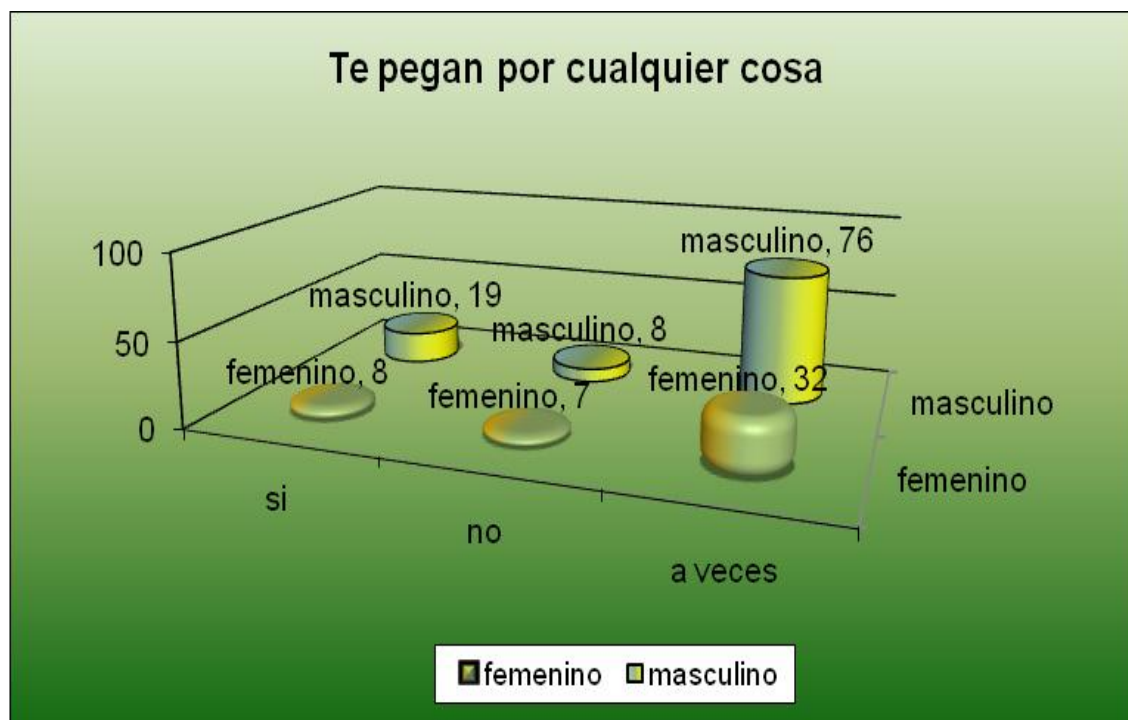 Te pegan por cualquier cosa
100
50
0
masculino, 76
masculino, 19
masculino, 8
femenino, 8
femenino, 7
femenino, 32
masculino
femenino
si
no
a veces
femenino masculino